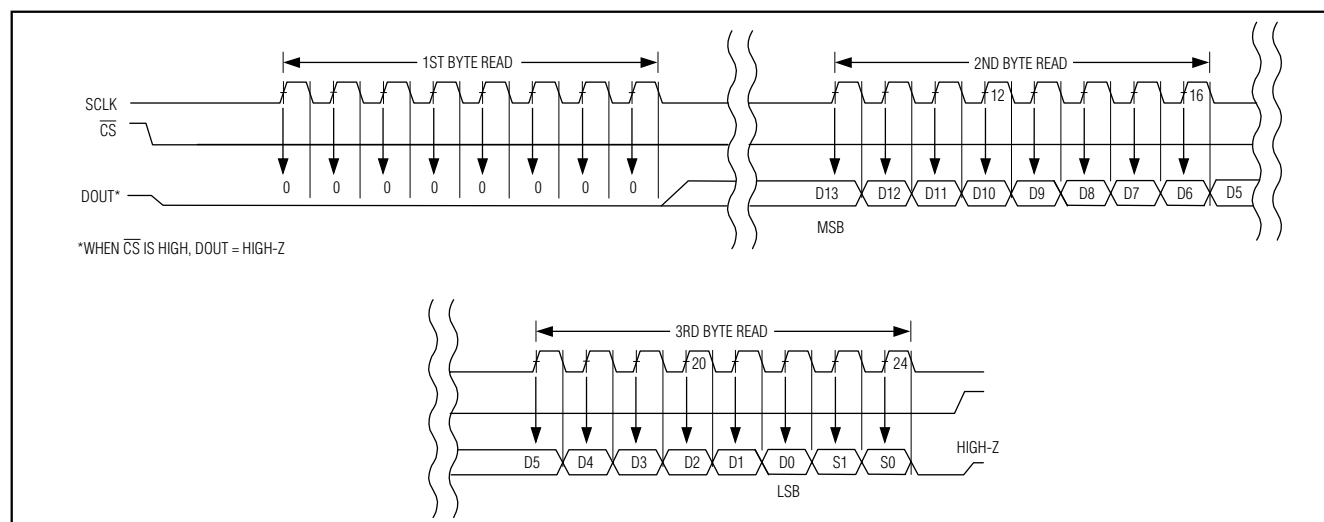 1ST BYTE READ
2ND BYTE READ
SCLK
12
16
CS
0 0 0 0 0 0 0 0
DOUT*
D13 D12 D11 D10 D9 D8 D7 D6 D5
MSB
*WHEN CS IS HIGH, DOUT = HIGH-Z
3RD BYTE READ
20
24
HIGH-Z
D5 D4 D3 D2 D1 D0 S1 S0
LSB